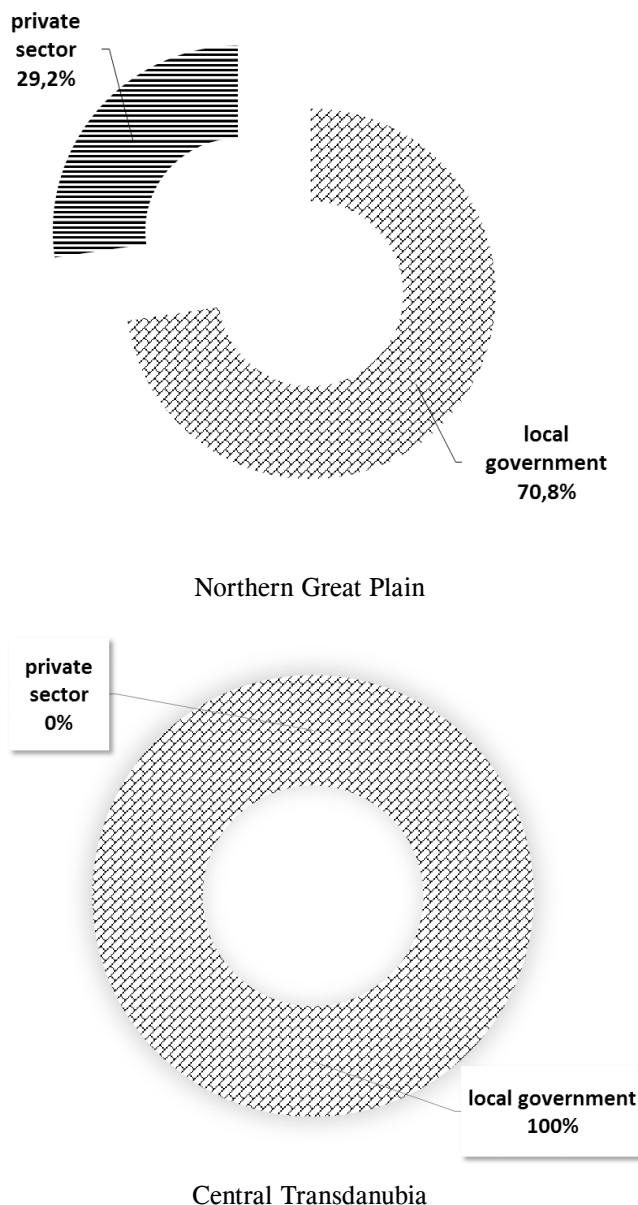 private
sector
29,2%
local
government
70,8%
Northern Great Plain
private
sector
0%
local government
100%
Central Transdanubia